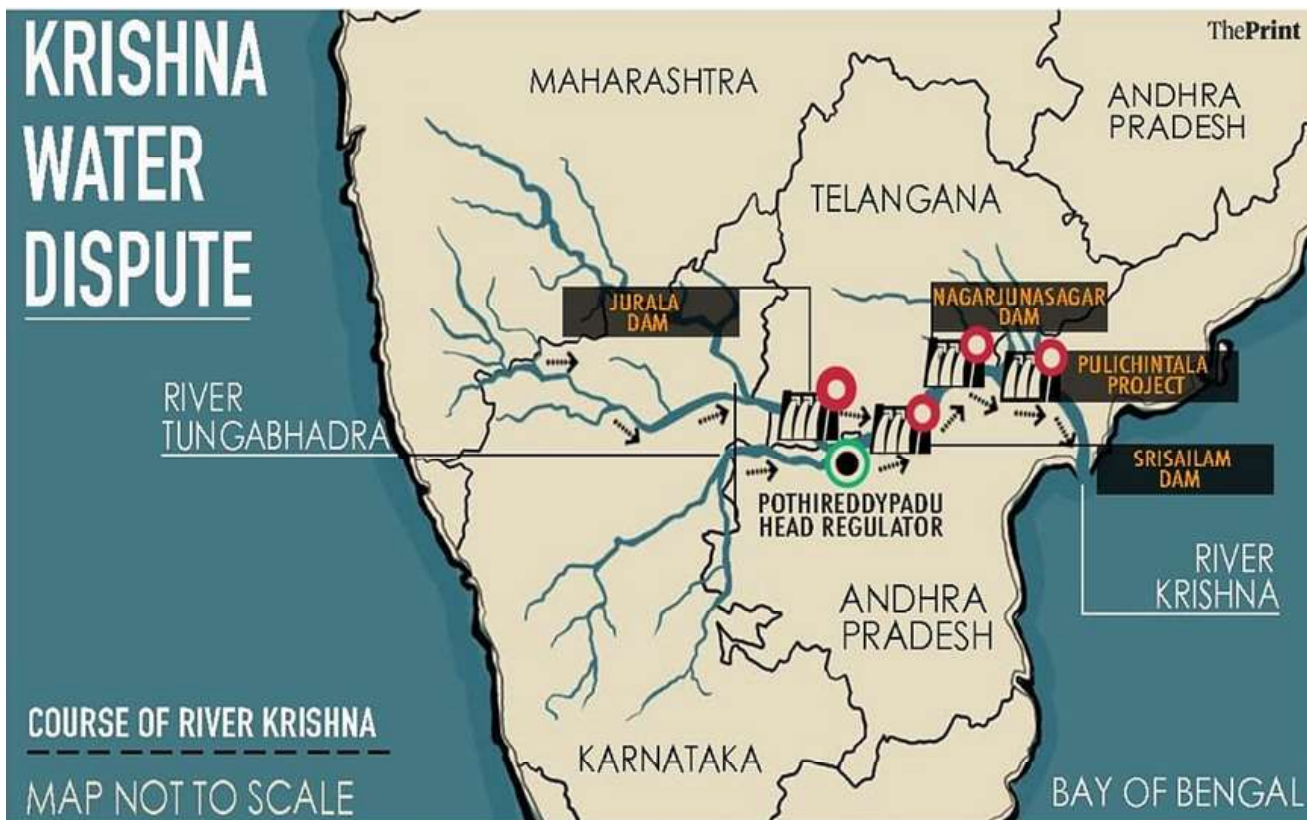 KRISHNA
WATER
DISPUTE
ThePrint
MAHARASHTRA
ANDHRA
PRADESH
TELANGANA
JURALA
DAM
NAGARJUNASAGAR
DAM
PULICHINTALA
PROJECT
RIVER
TUNGABHADRA
SRISAILAM
DAM
POTHIREDDYPADU
HEAD REGULATOR
RIVER
KRISHNA
ANDHRA
PRADESH
COURSE OF RIVER KRISHNA
KARNATAKA
MAP NOT TO SCALE
BAY OF BENGAL